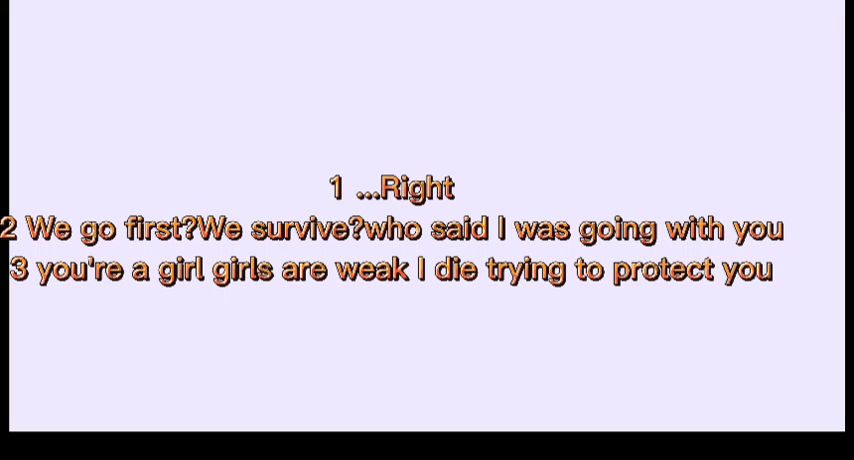 1 ...Right
2 We go first?We survive?who said I was going with you
3 you're a girl girls are weak I die trying to protect you